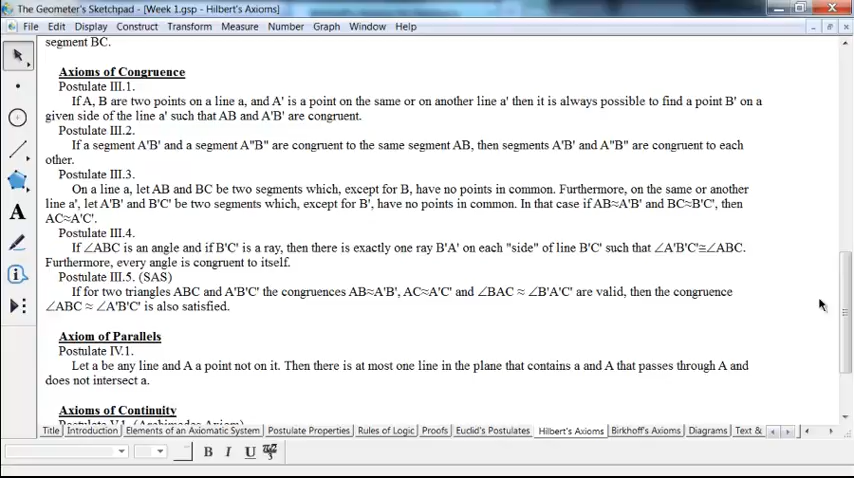 The Geometer's Sketchpad - [Week 1.gsp - Hilbert's Axioms]
File Edit Display Construct Transform Measure Number Graph Window Help
segment BC.
Axioms of Congruence
Postulate III.1.
If A, B are two points on a line a, and A' is a point on the same or on another line a' then it is always possible to find a point B' on a
given side of the line a' such that AB and A'B' are congruent.
Postulate III.2.
If a segment A'B' and a segment A"B" are congruent to the same segment AB, then segments A'B' and A"B" are congruent to each
other.
Postulate III.3.
On a line a, let AB and BC be two segments which, except for B, have no points in common. Furthermore, on the same or another
line a', let A'B' and B'C' be two segments which, except for B', have no points in common. In that case if AB≈A'B' and BC≈B'C', then
AC≈A'C'.
Postulate III.4.
If ∠ABC is an angle and if B'C' is a ray, then there is exactly one ray B'A' on each "side" of line B'C' such that ∠A'B'C'≅∠ABC.
Furthermore, every angle is congruent to itself.
Postulate III.5. (SAS)
If for two triangles ABC and A'B'C' the congruences AB≈A'B', AC≈A'C' and ∠BAC ≈ ∠B'A'C' are valid, then the congruence
∠ABC ≈ ∠A'B'C' is also satisfied.
Axiom of Parallels
Postulate IV.1.
Let a be any line and A a point not on it. Then there is at most one line in the plane that contains a and A that passes through A and
does not intersect a.
Axioms of Continuity
Postulate V.1. (Archimedes Axiom)
Title Introduction Elements of an Axiomatic System Postulate Properties Rules of Logic Proofs Euclid's Postulates Hilbert's Axioms Birkhoff's Axioms Diagrams Text &
A
B I U